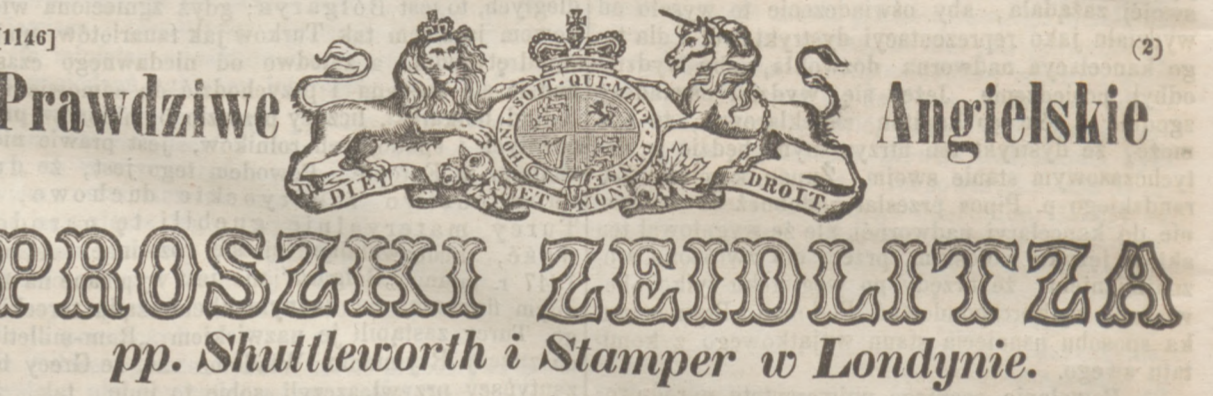 [1146]
(2)
Prawdziwe Angielskie
HONI·SOIT·QUI·MAL·Y·PENSE
DIEU ET MON DROIT.
PROSZKI ZEIDLITZA
pp. Shuttleworth i Stamper w Londynie.